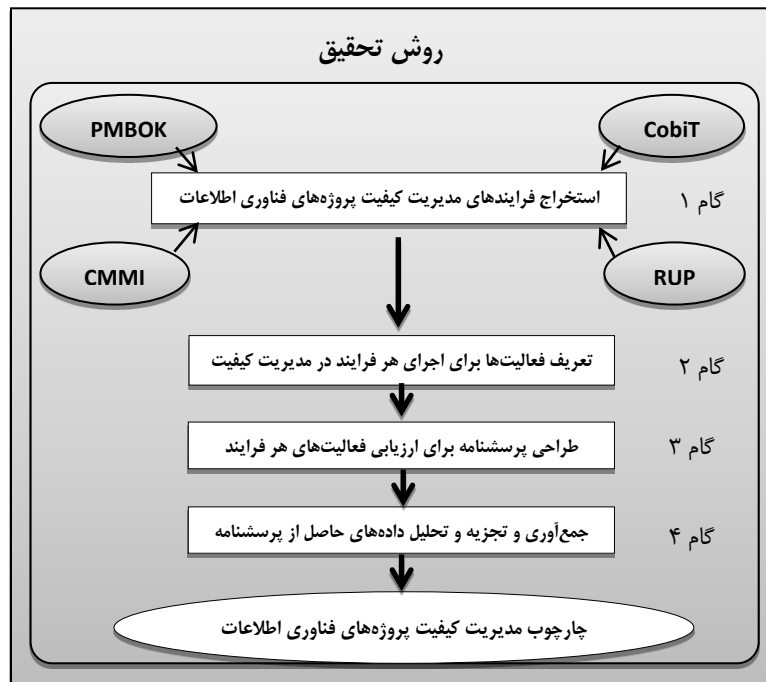 روش تحقیق
CobiT
PMBOK
گام ۱
استخراج فرایندهای مدیریت کیفیت پروژه‌های فناوری اطلاعات
RUP
CMMI
گام ۲
تعریف فعالیت‌ها برای اجرای هر فرایند در مدیریت کیفیت
گام ۳
طراحی پرسشنامه برای ارزیابی فعالیت‌های هر فرایند
گام ۴
جمع‌آوری و تجزیه و تحلیل داده‌های حاصل از پرسشنامه
چارچوب مدیریت کیفیت پروژه‌های فناوری اطلاعات